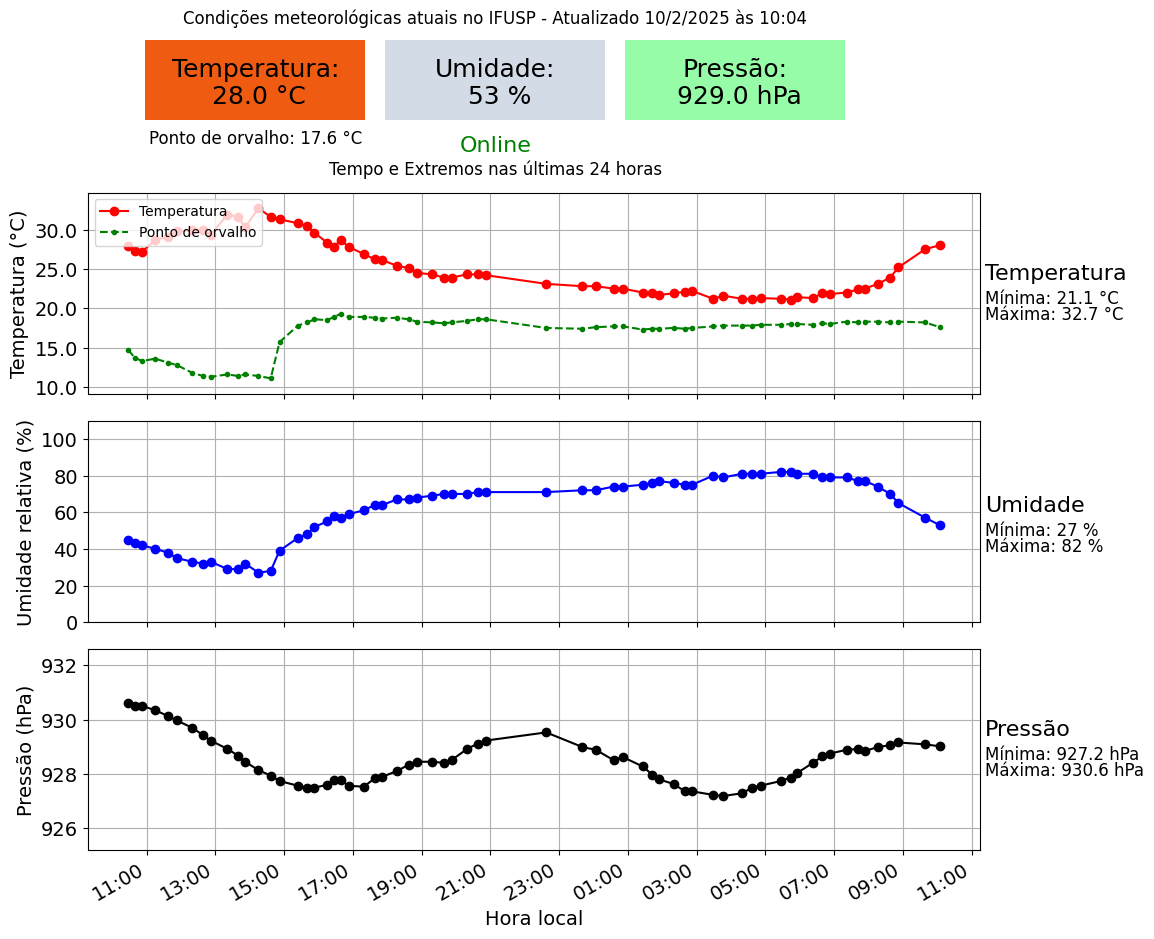 Condições meteorológicas atuais no IFUSP - Atualizado 10/2/2025 às 10:04
Temperatura:
28.0 °C
Umidade:
53 %
Pressão:
929.0 hPa
Ponto de orvalho: 17.6 °C
Online
Tempo e Extremos nas últimas 24 horas
Temperatura
Ponto de orvalho
Temperatura (°C)
30.0
25.0
20.0
15.0
10.0
Temperatura
Mínima: 21.1 °C
Máxima: 32.7 °C
Umidade relativa (%)
100
80
60
40
20
0
Umidade
Mínima: 27 %
Máxima: 82 %
Pressão (hPa)
932
930
928
926
Pressão
Mínima: 927.2 hPa
Máxima: 930.6 hPa
11:00 13:00 15:00 17:00 19:00 21:00 23:00 01:00 03:00 05:00 07:00 09:00 11:00
Hora local